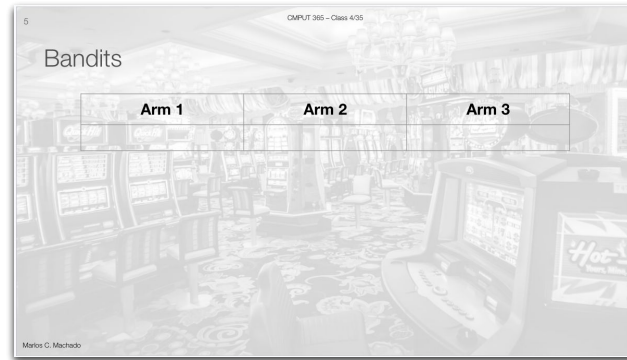 5
CMPUT 365 – Class 4/35
Bandits
Arm 1 Arm 2 Arm 3
Marlos C. Machado